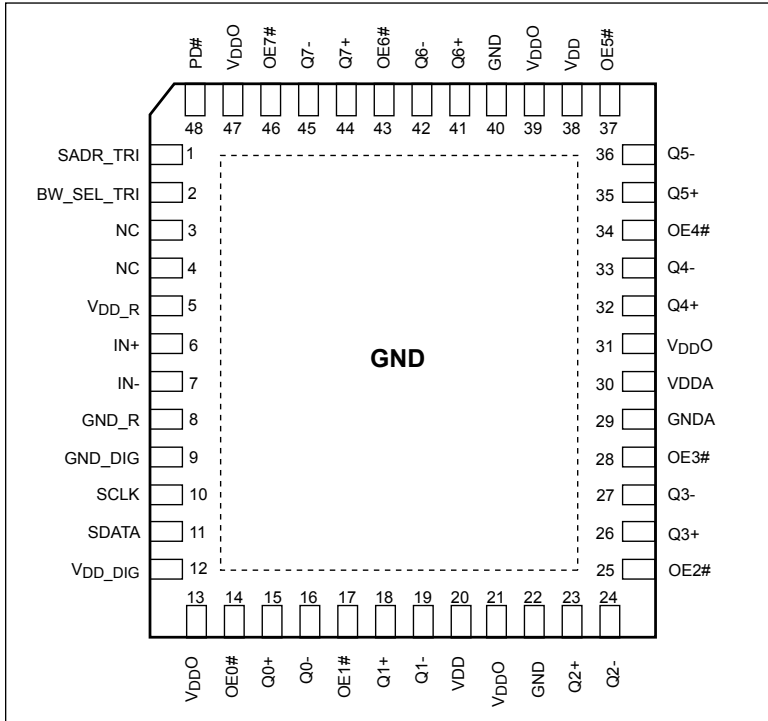 PD#
VDDO
OE7#
Q7-
Q7+
OE6#
Q6-
Q6+
GND
VDDO
VDD
OE5#
48 47 46 45 44 43 42 41 40 39 38 37
SADR_TRI 1
BW_SEL_TRI 2
NC 3
NC 4
VDD_R 5
IN+ 6
IN- 7
GND_R 8
GND_DIG 9
SCLK 10
SDATA 11
VDD_DIG 12
GND
36 Q5-
35 Q5+
34 OE4#
33 Q4-
32 Q4+
31 VDDO
30 VDDA
29 GNDA
28 OE3#
27 Q3-
26 Q3+
25 OE2#
13 14 15 16 17 18 19 20 21 22 23 24
VDDO
OE0#
Q0+
Q0-
OE1#
Q1+
Q1-
VDD
VDDO
GND
Q2+
Q2-